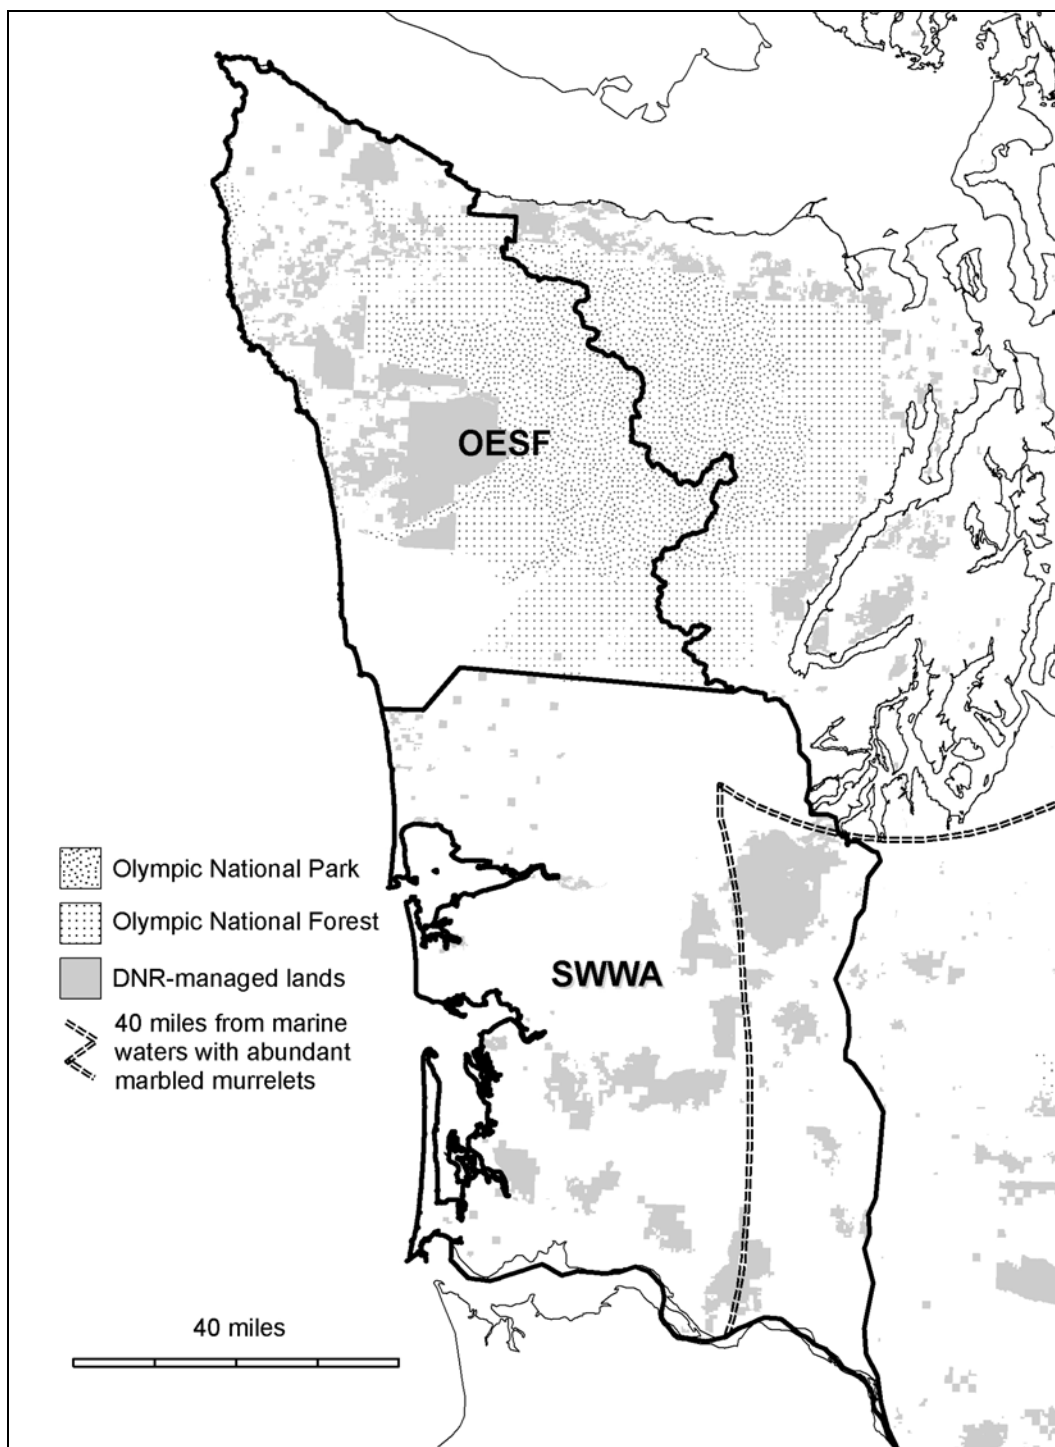 OESF
Olympic National Park
Olympic National Forest
SWWA
DNR-managed lands
40 miles from marine
waters with abundant
marbled murrelets
40 miles